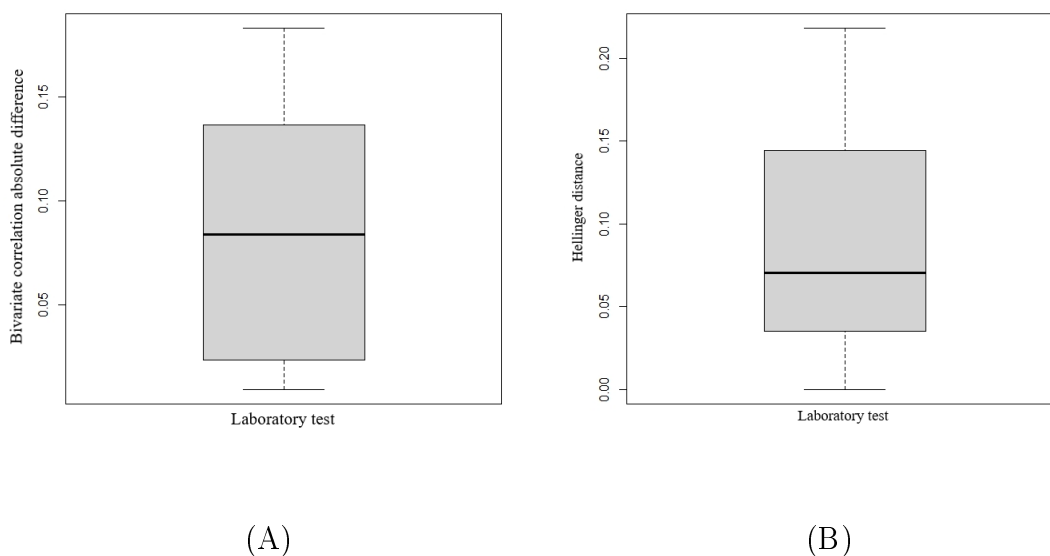 Bivariate correlation absolute difference
0.15
0.10
0.05
Laboratory test
(A)
Hellinger distance
0.20
0.15
0.10
0.05
0.00
Laboratory test
(B)